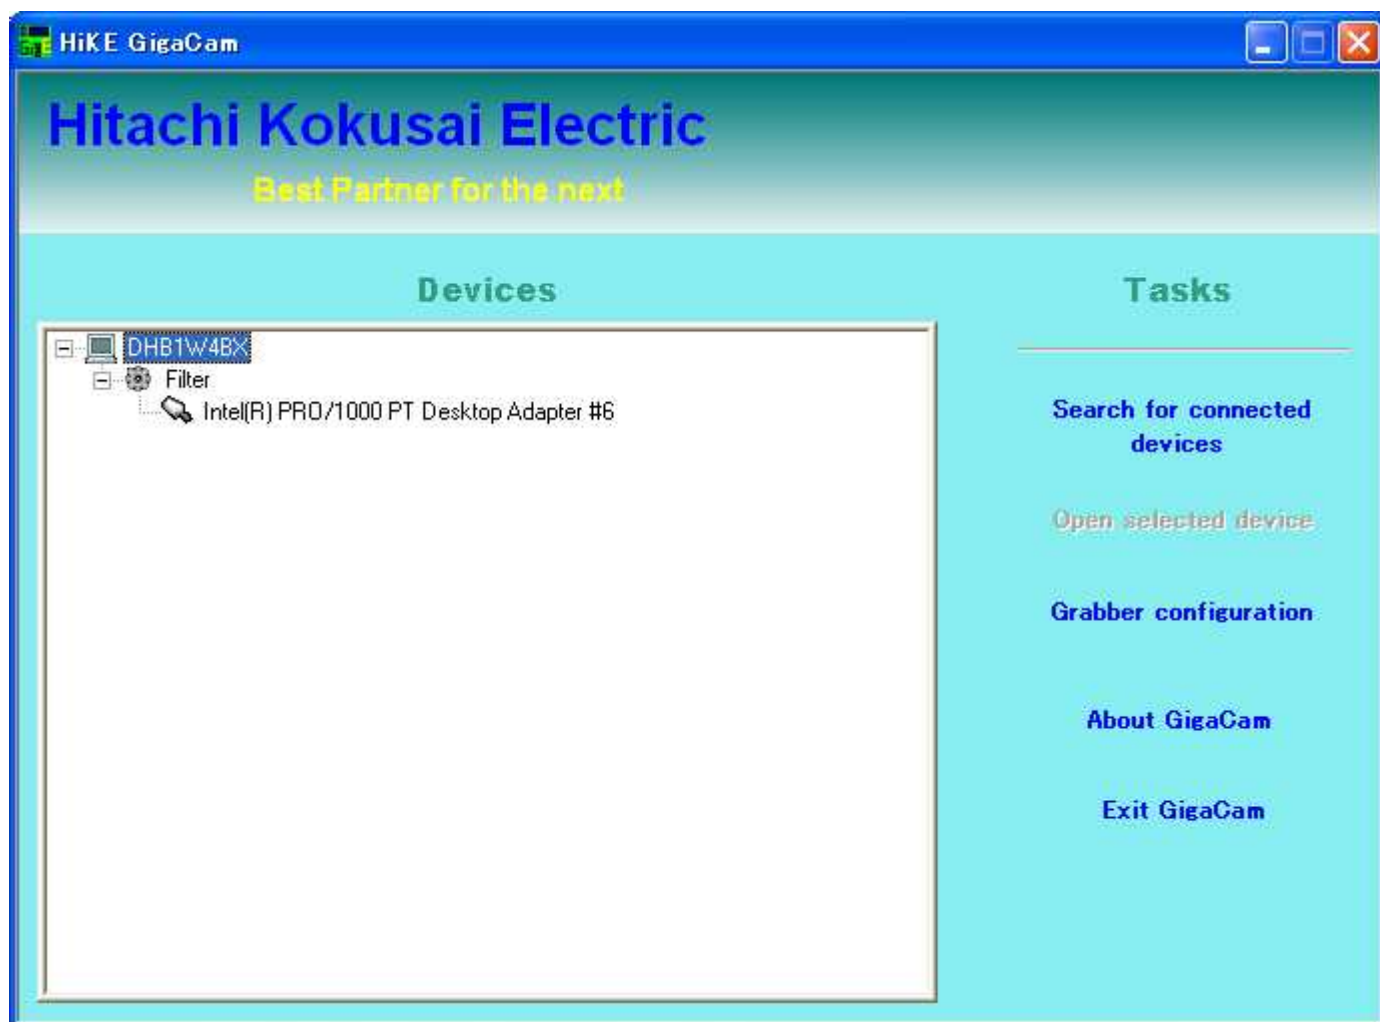 HiKE GigaCam
Hitachi Kokusai Electric
Best Partner for the next
Devices
DHB1W4BX
Filter
Intel(R) PRO/1000 PT Desktop Adapter #6
Tasks
Search for connected
devices
Open selected device
Grabber configuration
About GigaCam
Exit GigaCam